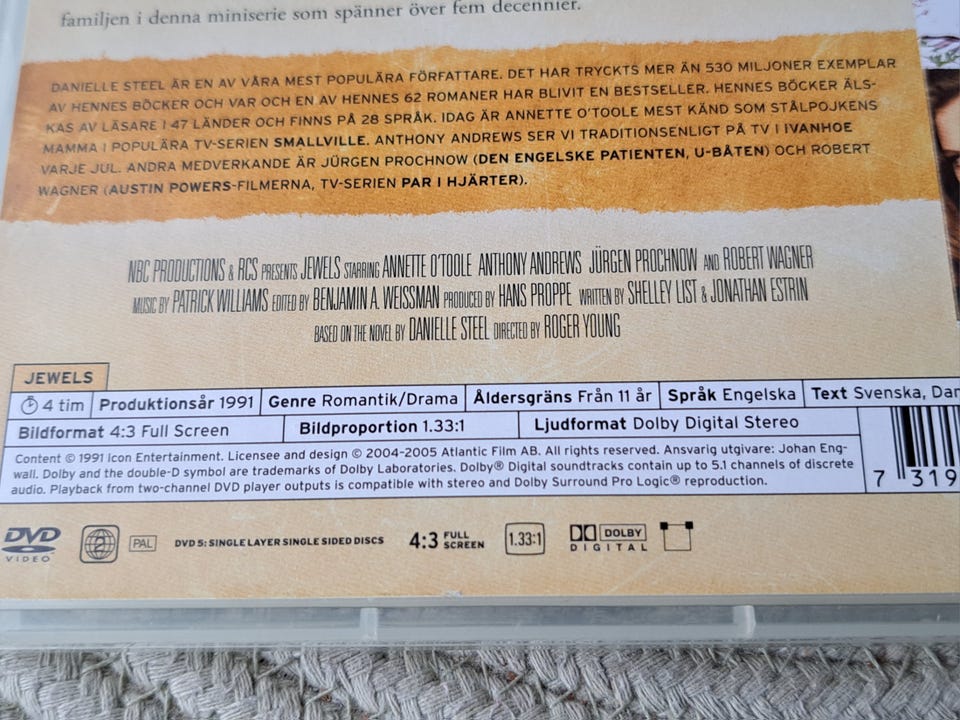 familjen i denna miniserie som spänner över fem decennier.
DANIELLE STEEL ÄR EN AV VÅRA MEST POPULÄRA FÖRFATTARE. DET HAR TRYCKTS MER ÄN 530 MILJONER EXEMPLAR
AV HENNES BÖCKER OCH VAR OCH EN AV HENNES 62 ROMANER HAR BLIVIT EN BESTSELLER. HENNES BÖCKER ÄLS-
KAS AV LÄSARE I 47 LÄNDER OCH FINNS PÅ 28 SPRÅK. IDAG ÄR ANNETTE O'TOOLE MEST KÄND SOM STÅLPOJKENS
MAMMA I POPULÄRA TV-SERIEN SMALLVILLE. ANTHONY ANDREWS SER VI TRADITIONSENLIGT PÅ TV I IVANHOE
VARJE JUL. ANDRA MEDVERKANDE ÄR JÜRGEN PROCHNOW (DEN ENGELSKE PATIENTEN, U-BÅTEN) OCH ROBERT
WAGNER (AUSTIN POWERS-FILMERNA, TV-SERIEN PAR I HJÄRTER).
NBC PRODUCTIONS & RCS PRESENTS JEWELS STARRING ANNETTE O'TOOLE ANTHONY ANDREWS JÜRGEN PROCHNOW AND ROBERT WAGNER
MUSIC BY PATRICK WILLIAMS EDITED BY BENJAMIN A. WEISSMAN PRODUCED BY HANS PROPPE WRITTEN BY SHELLEY LIST & JONATHAN ESTRIN
BASED ON THE NOVEL BY DANIELLE STEEL DIRECTED BY ROGER YOUNG
JEWELS
4 tim Produktionsår 1991 Genre Romantik/Drama Åldersgräns Från 11 år Språk Engelska Text Svenska, Dan
Bildformat 4:3 Full Screen Bildproportion 1.33:1 Ljudformat Dolby Digital Stereo
Content © 1991 Icon Entertainment. Licensee and design © 2004-2005 Atlantic Film AB. All rights reserved. Ansvarig utgivare: Johan Eng-
wall. Dolby and the double-D symbol are trademarks of Dolby Laboratories. Dolby® Digital soundtracks contain up to 5.1 channels of discrete
audio. Playback from two-channel DVD player outputs is compatible with stereo and Dolby Surround Pro Logic® reproduction.
7 319
DVD VIDEO 2 PAL DVD 5: SINGLE LAYER SINGLE SIDED DISCS 4:3 FULL SCREEN 1.33:1 DOLBY DIGITAL